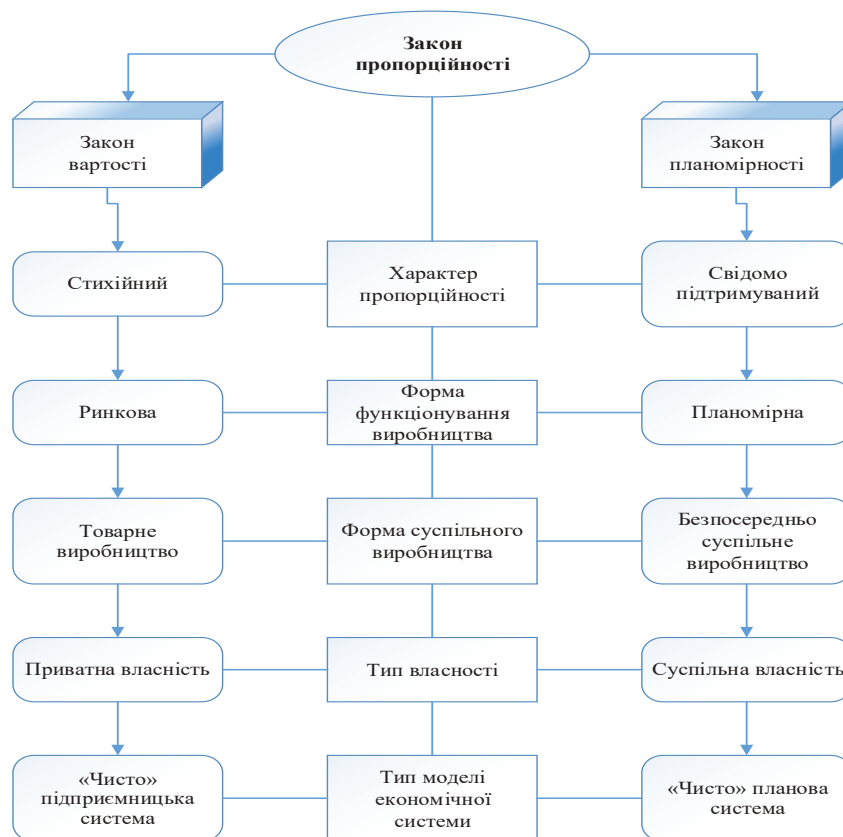 Закон
пропорційності
Закон
вартості
Закон
планомірності
Стихійний
Характер
пропорційності
Свідомо
підтримуваний
Ринкова
Форма
функціонування
виробництва
Планомірна
Товарне
виробництво
Форма суспільного
виробництва
Безпосередньо
суспільне
виробництво
Приватна власність
Тип власності
Суспільна власність
«Чисто»
підприємницька
система
Тип моделі
економічної
системи
«Чисто» планова
система